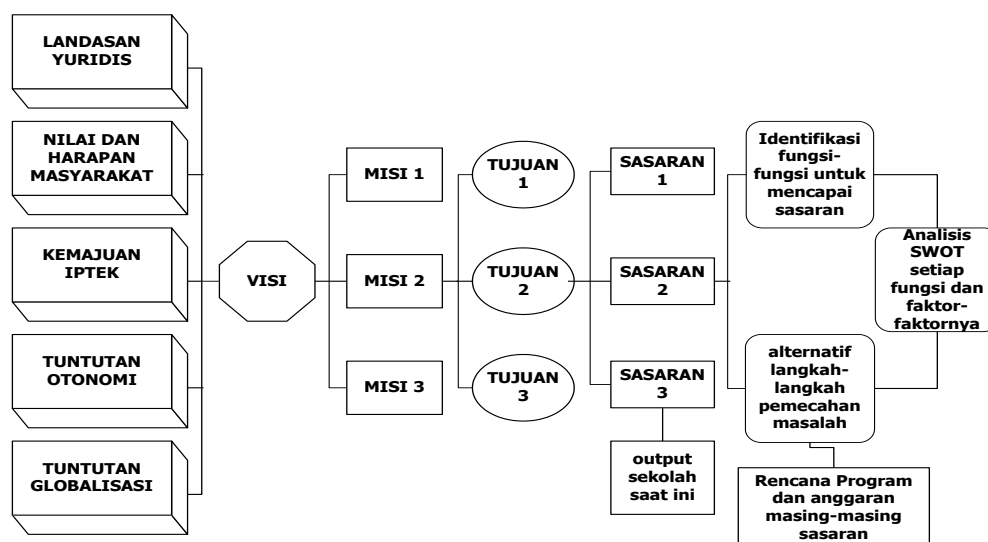 LANDASAN
YURIDIS
NILAI DAN
HARAPAN
MASYARAKAT
KEMAJUAN
IPTEK
TUNTUTAN
OTONOMI
TUNTUTAN
GLOBALISASI
VISI
MISI 1
MISI 2
MISI 3
TUJUAN
1
TUJUAN
2
TUJUAN
3
SASARAN
1
SASARAN
2
SASARAN
3
output
sekolah
saat ini
Identifikasi
fungsi-
fungsi untuk
mencapai
sasaran
Analisis
SWOT
setiap
fungsi dan
faktor-
faktornya
alternatif
langkah-
langkah
pemecahan
masalah
Rencana Program
dan anggaran
masing-masing
sasaran